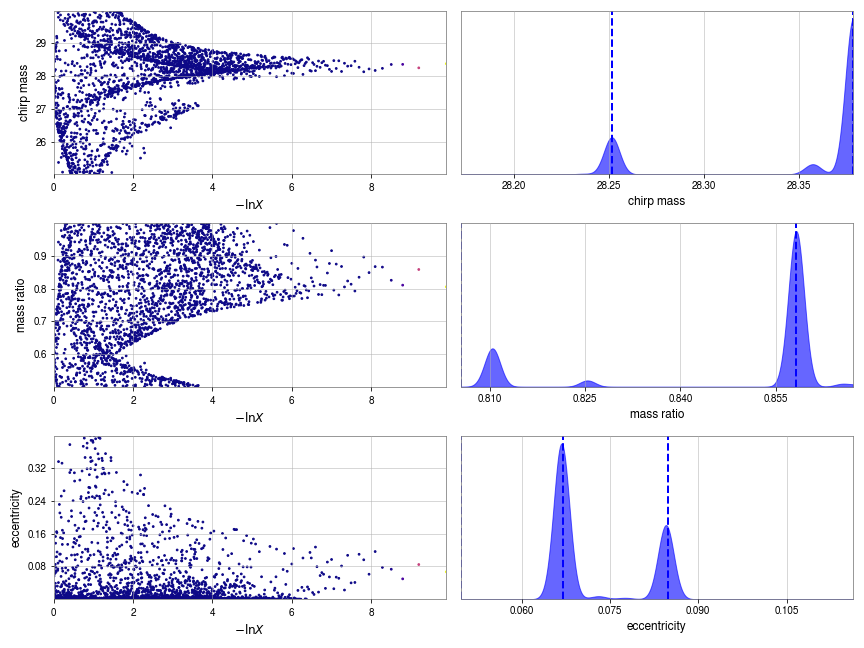 29
28
27
26
chirp mass
0 2 4 6 8
−lnX
28.20 28.25 28.30 28.35
chirp mass
0.9
0.8
0.7
0.6
mass ratio
0 2 4 6 8
−lnX
0.810 0.825 0.840 0.855
mass ratio
0.32
0.24
0.16
0.08
eccentricity
0 2 4 6 8
−lnX
0.060 0.075 0.090 0.105
eccentricity